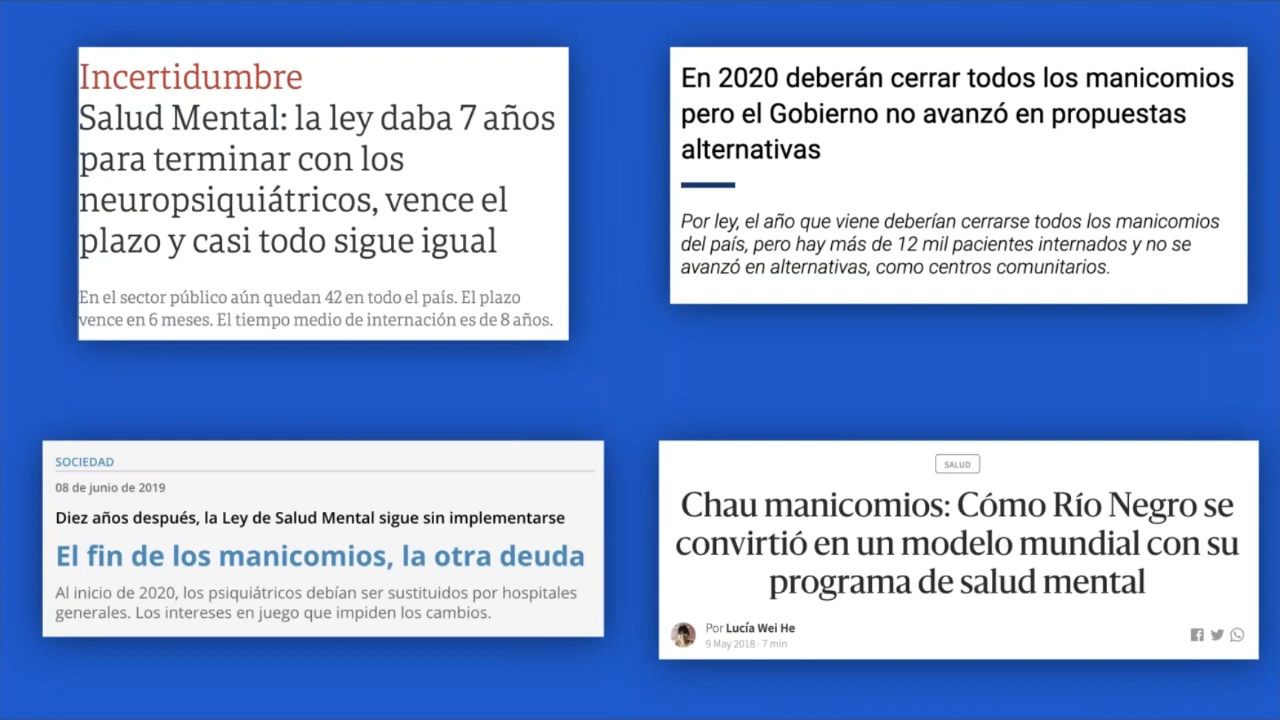 Incertidumbre
Salud Mental: la ley daba 7 años
para terminar con los
neuropsiquiátricos, vence el
plazo y casi todo sigue igual
En el sector público aún quedan 42 en todo el país. El plazo
vence en 6 meses. El tiempo medio de internación es de 8 años.
En 2020 deberán cerrar todos los manicomios
pero el Gobierno no avanzó en propuestas
alternativas
Por ley, el año que viene deberían cerrarse todos los manicomios
del país, pero hay más de 12 mil pacientes internados y no se
avanzó en alternativas, como centros comunitarios.
SOCIEDAD
08 de junio de 2019
Diez años después, la Ley de Salud Mental sigue sin implementarse
El fin de los manicomios, la otra deuda
Al inicio de 2020, los psiquiátricos debían ser sustituidos por hospitales
generales. Los intereses en juego que impiden los cambios.
SALUD
Chau manicomios: Cómo Río Negro se
convirtió en un modelo mundial con su
programa de salud mental
Por Lucía Wei He
9 May 2018 · 7 min